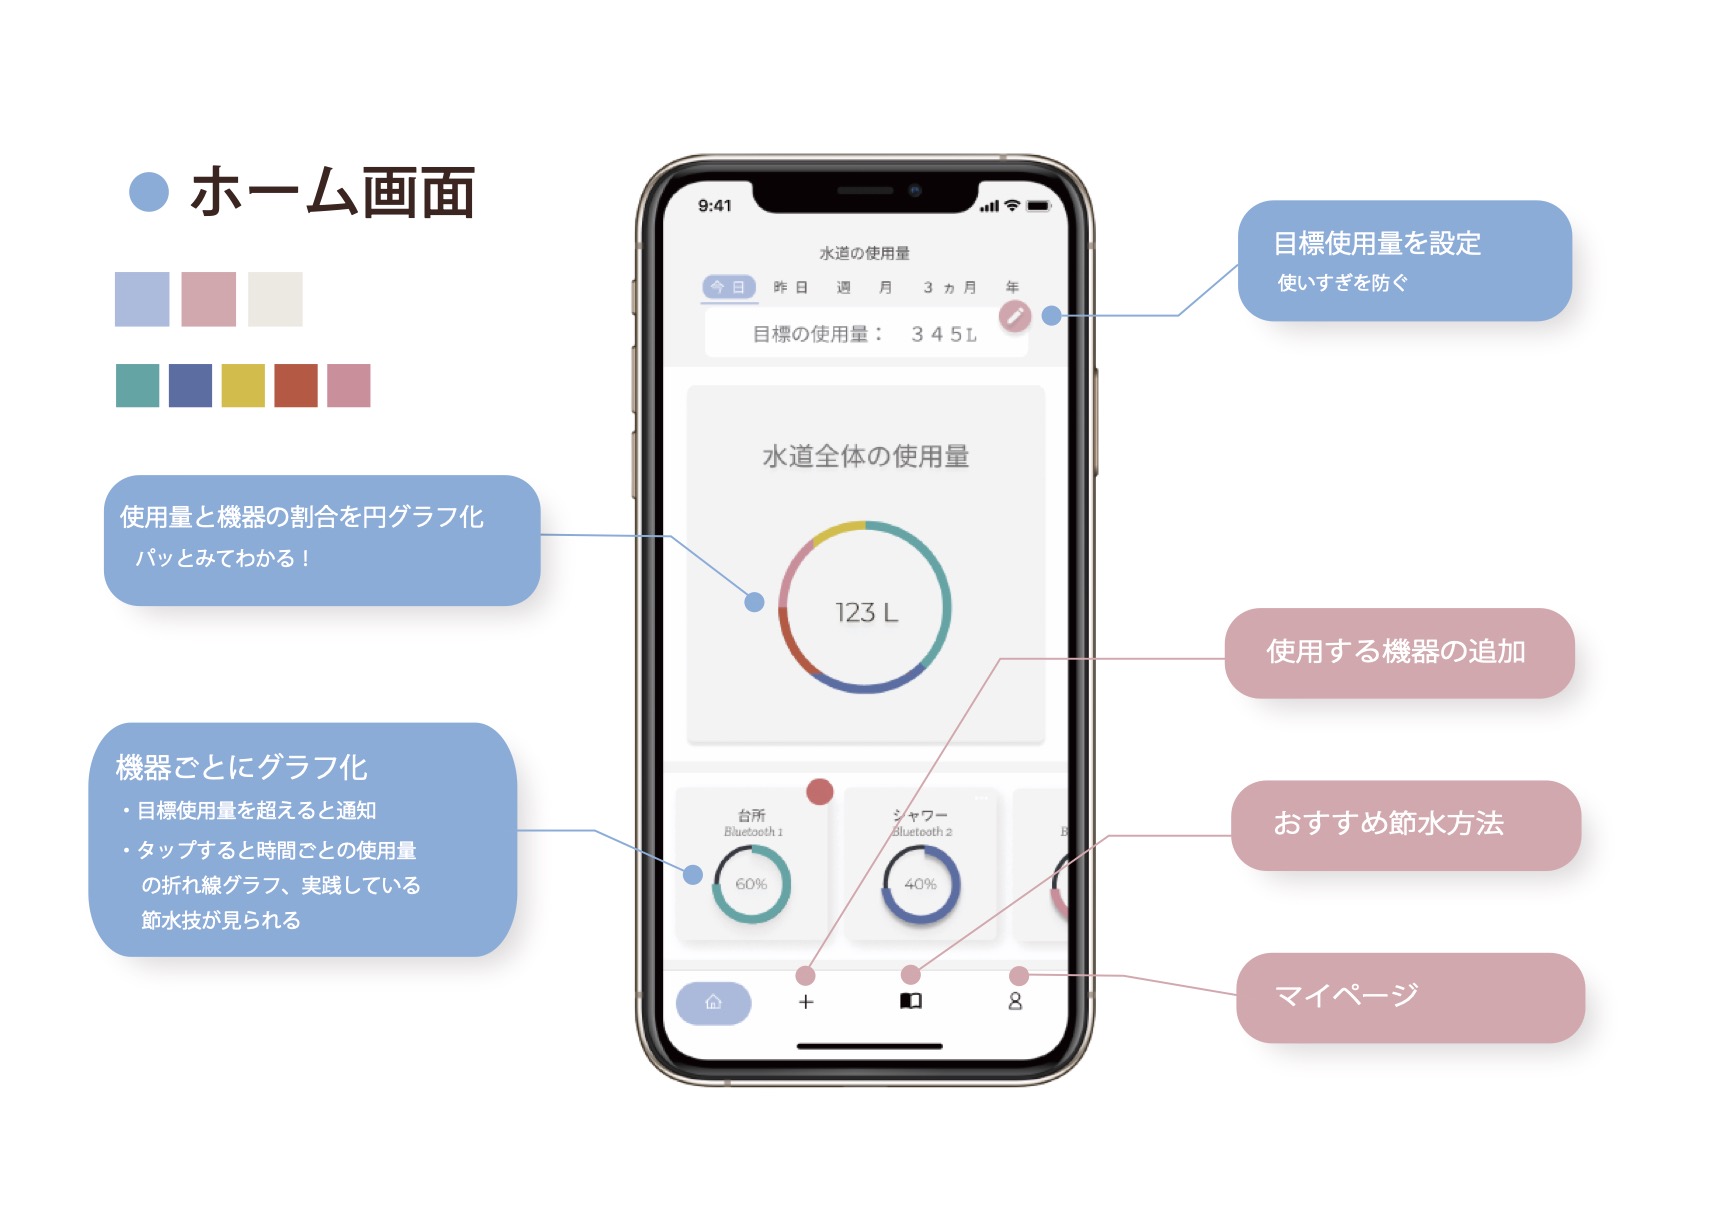 ホーム画面
使用量と機器の割合を円グラフ化
パッとみてわかる！
機器ごとにグラフ化
・目標使用量を超えると通知
・タップすると時間ごとの使用量
の折れ線グラフ、実践している
節水技が見られる
9:41
水道の使用量
今日 昨日 週 月 3ヵ月 年
目標の使用量： 345L
水道全体の使用量
123 L
台所
Bluetooth 1
60%
シャワー
Bluetooth 2
40%
B
目標使用量を設定
使いすぎを防ぐ
使用する機器の追加
おすすめ節水方法
マイページ